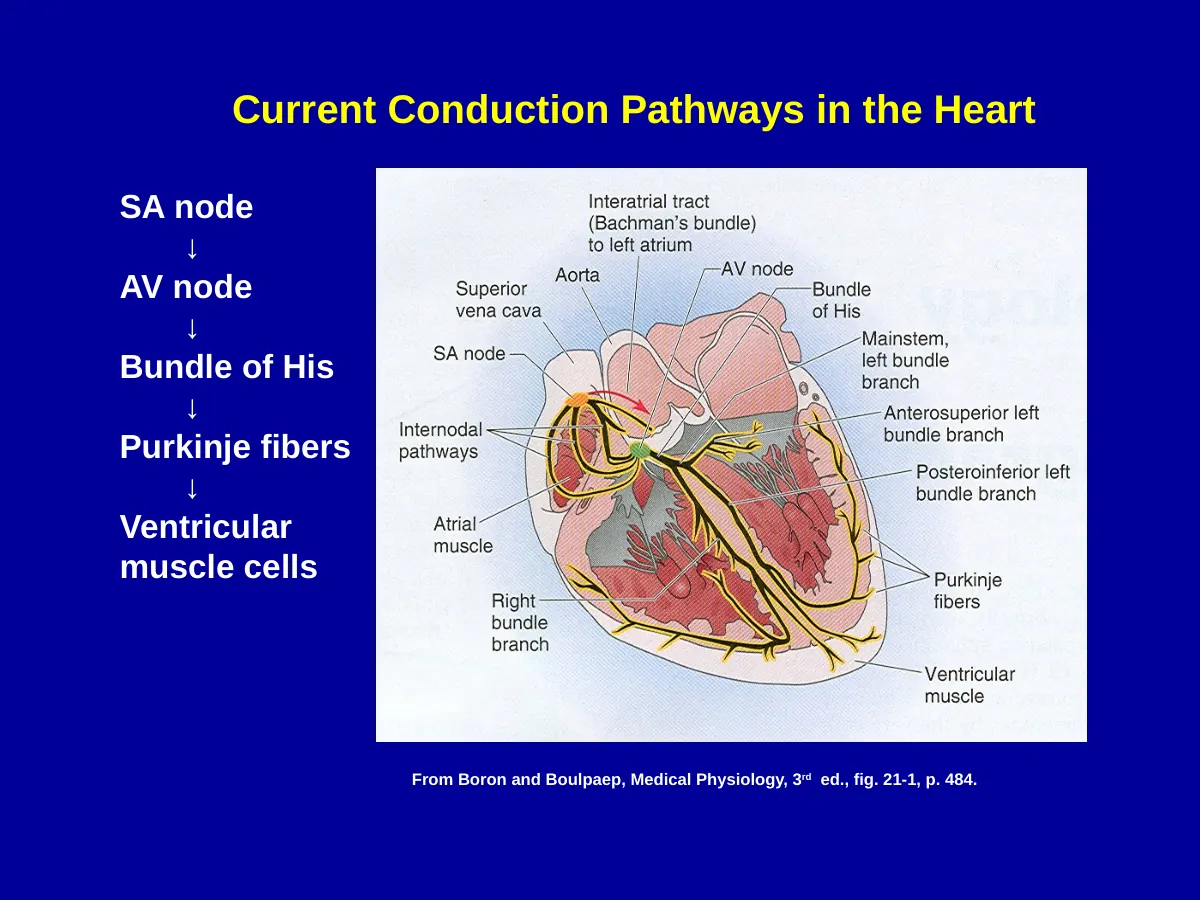 Current Conduction Pathways in the Heart
SA node
↓
AV node
↓
Bundle of His
↓
Purkinje fibers
↓
Ventricular
muscle cells
Interatrial tract
(Bachman's bundle)
to left atrium
Aorta
AV node
Superior
vena cava
Bundle
of His
SA node
Mainstem,
left bundle
branch
Anterosuperior left
bundle branch
Internodal
pathways
Posteroinferior left
bundle branch
Atrial
muscle
Purkinje
fibers
Right
bundle
branch
Ventricular
muscle
From Boron and Boulpaep, Medical Physiology, 3rd ed., fig. 21-1, p. 484.